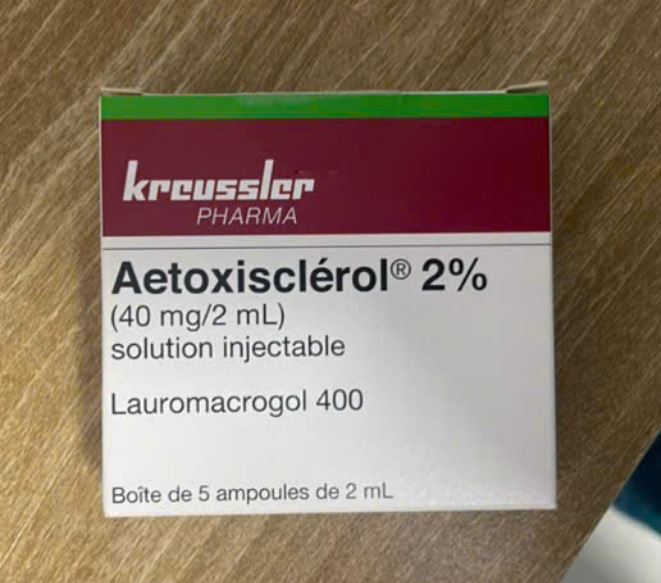 kreussler
PHARMA
Aetoxisclérol® 2%
(40 mg/2 mL)
solution injectable
Lauromacrogol 400
Boîte de 5 ampoules de 2 mL